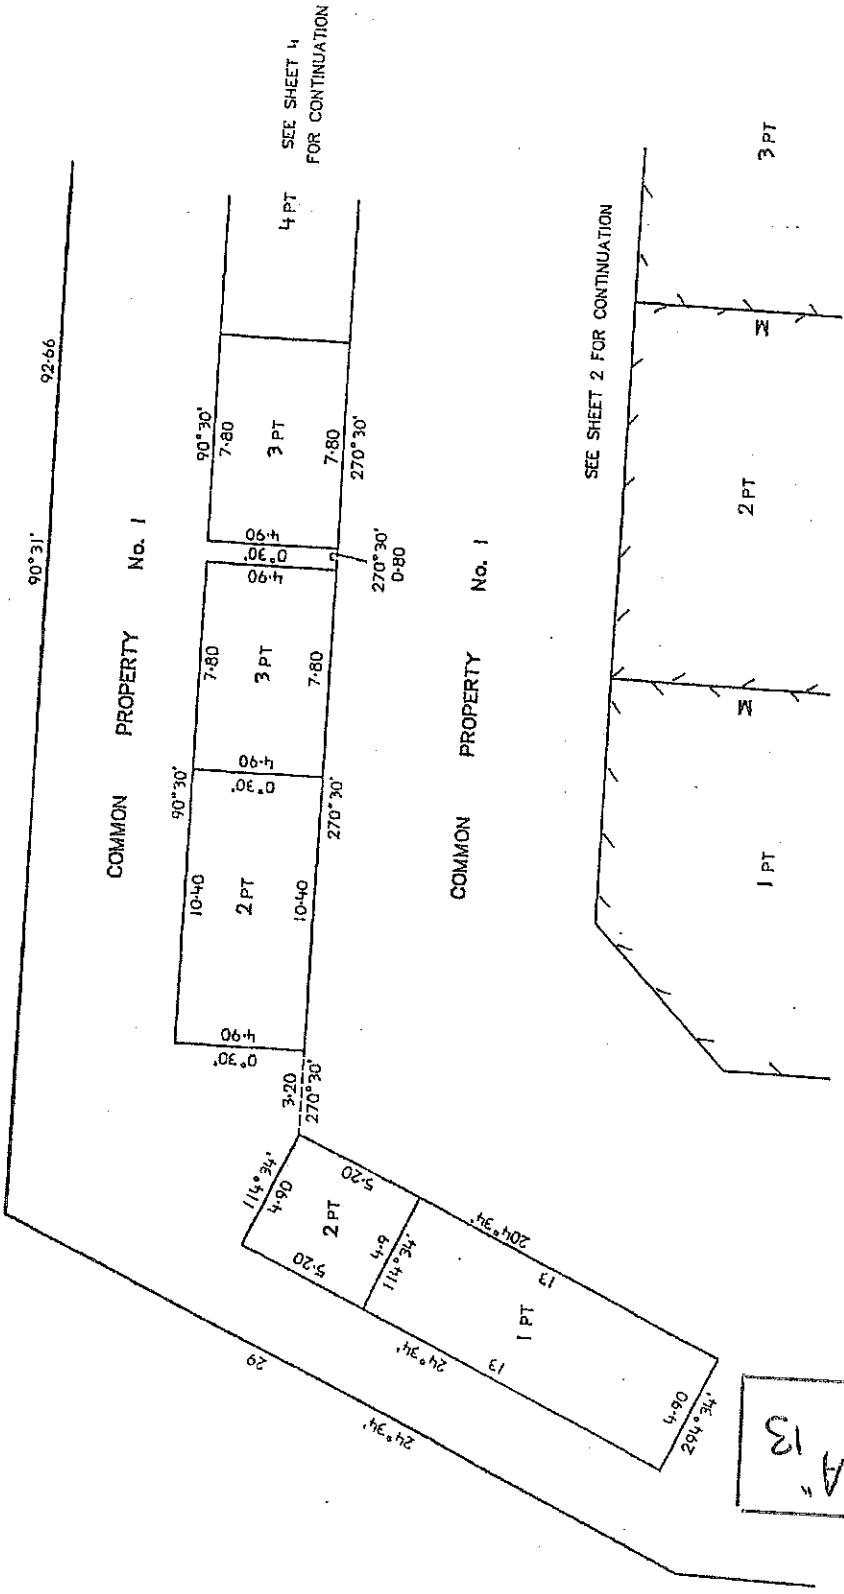 SEE SHEET 4
FOR CONTINUATION
4 PT
92·66
90°31'
COMMON PROPERTY No. 1
90°30'
7·80
3 PT
7·80
270°30'
4·90
0°30'
4·90
270°30'
0·80
7·80
3 PT
7·80
90°30'
4·90
0°30'
270°30'
10·40
2 PT
10·40
4·90
0°30'
3·20
270°30'
COMMON PROPERTY No. 1
SEE SHEET 2 FOR CONTINUATION
3 PT
M
2 PT
M
1 PT
114°34'
4·90
2 PT
5·20
5·20
4·9
114°34'
204°34'
13
1 PT
24°34'
13
4·90
294°34'
29
24°34'
A"
13